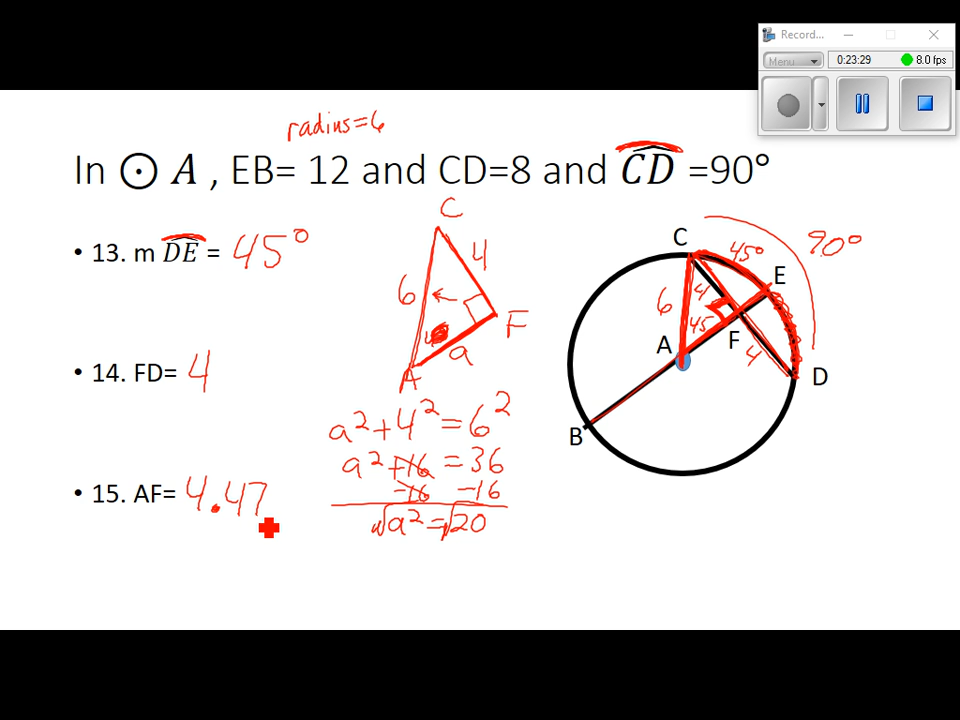 Record...
Menu
0:23:29
8.0 fps
radius=6
In ⊙ A , EB= 12 and CD=8 and CD =90°
• 13. m DE = 45°
• 14. FD= 4
• 15. AF= 4.47
C
4
6
F
a
A
a²+4²=6²
a²+16=36
-16 -16
√a²=√20
C
45°
90°
E
6
4
45
A
F
4
D
B